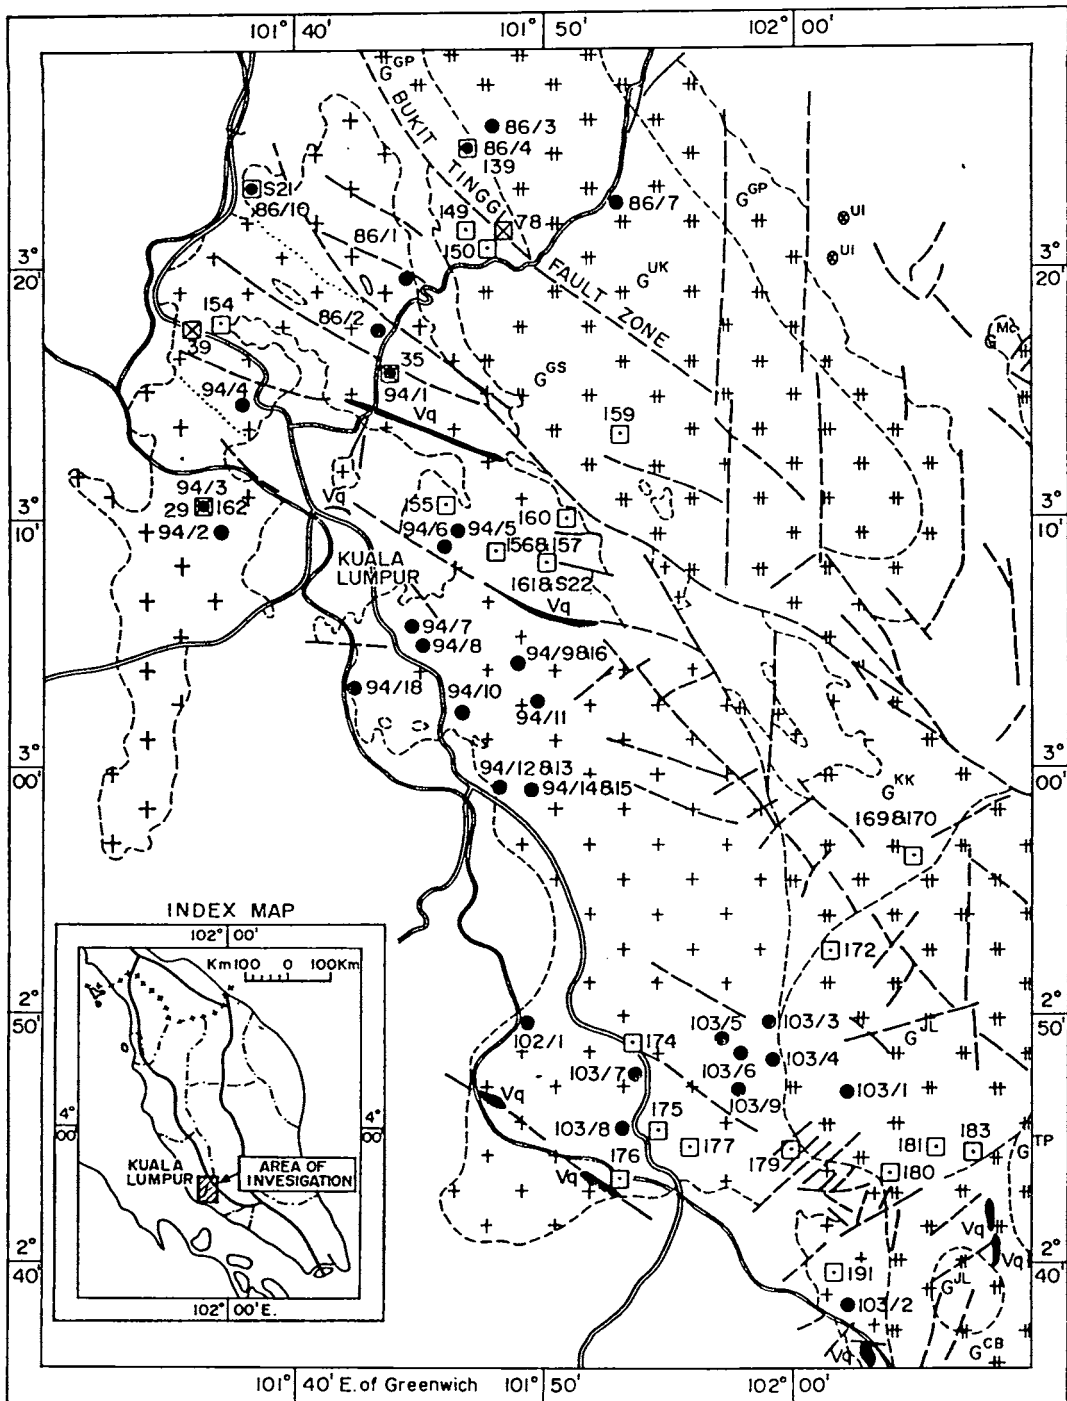 101° 40'
101° 50'
102° 00'
G GP
BUKIT TINGGI
FAULT ZONE
86/3
86/4
139
S21
86/10
149
78
150
86/7
86/1
G GP
UI
UI
3° 20'
3° 20'
G UK
154
86/2
39
35
94/1
Vq
G GS
G Mc
94/4
159
94/3
29
162
94/2
Vq
155
94/5
94/6
160
156&157
161&S22
3° 10'
3° 10'
KUALA
LUMPUR
Vq
94/7
94/8
94/9&16
94/18
94/10
94/11
3° 00'
3° 00'
94/12&13
94/14&15
G KK
169&170
172
INDEX MAP
102° 00'
Km100 0 100Km
4° 00'
4° 00'
KUALA
LUMPUR
AREA OF
INVESIGATION
102° 00'E.
2° 50'
2° 50'
102/1
174
103/5
103/3
G JL
103/7
103/6
103/4
103/9
103/1
Vq
103/8
175
177
176
Vq
179
181
183
180
G TP
Vq
Vq
2° 40'
2° 40'
191
G JL
103/2
Vq
G CB
101° 40' E. of Greenwich
101° 50'
102° 00'